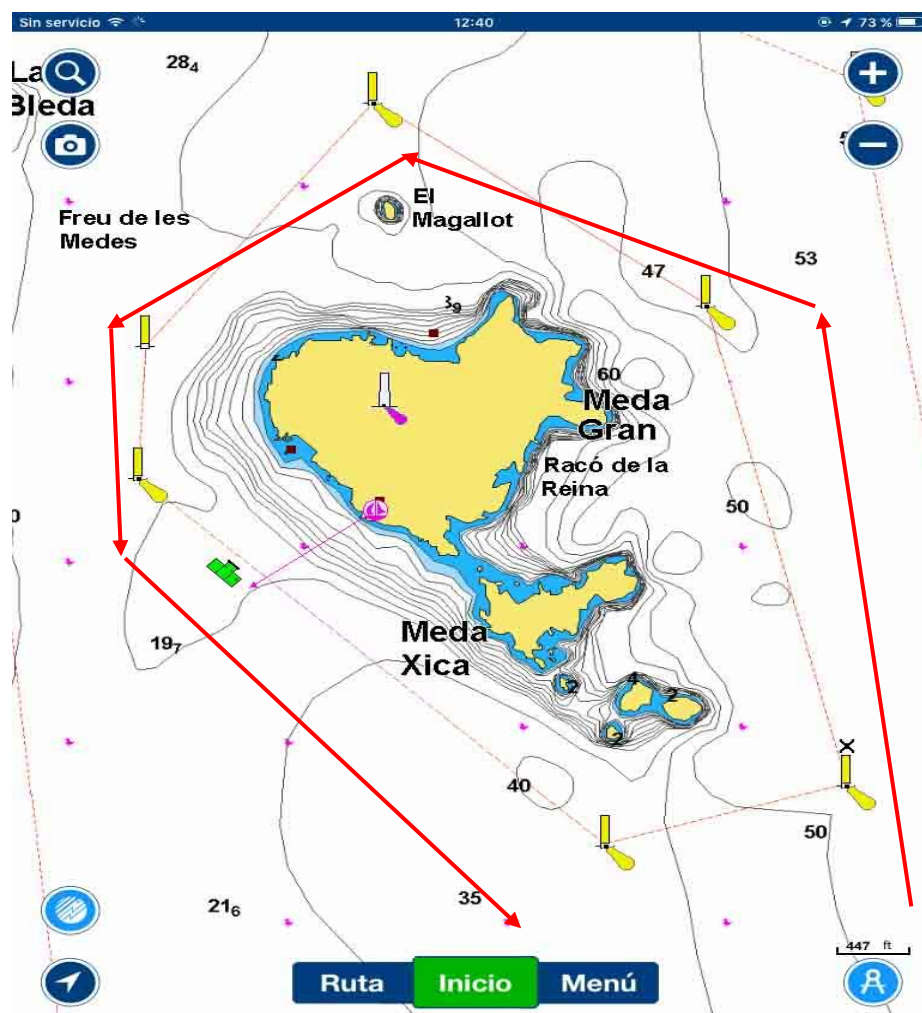 Sin servicio 12:40 73 %
28₄
La
Bleda
El
Magallot
Freu de les
Medes
53
47
3₉
60
Meda
Gran
Racó de la
Reina
50
0
19₇
Meda
Xica
2
4
2
2
40
50
35
21₆
447 ft
Ruta Inicio Menú